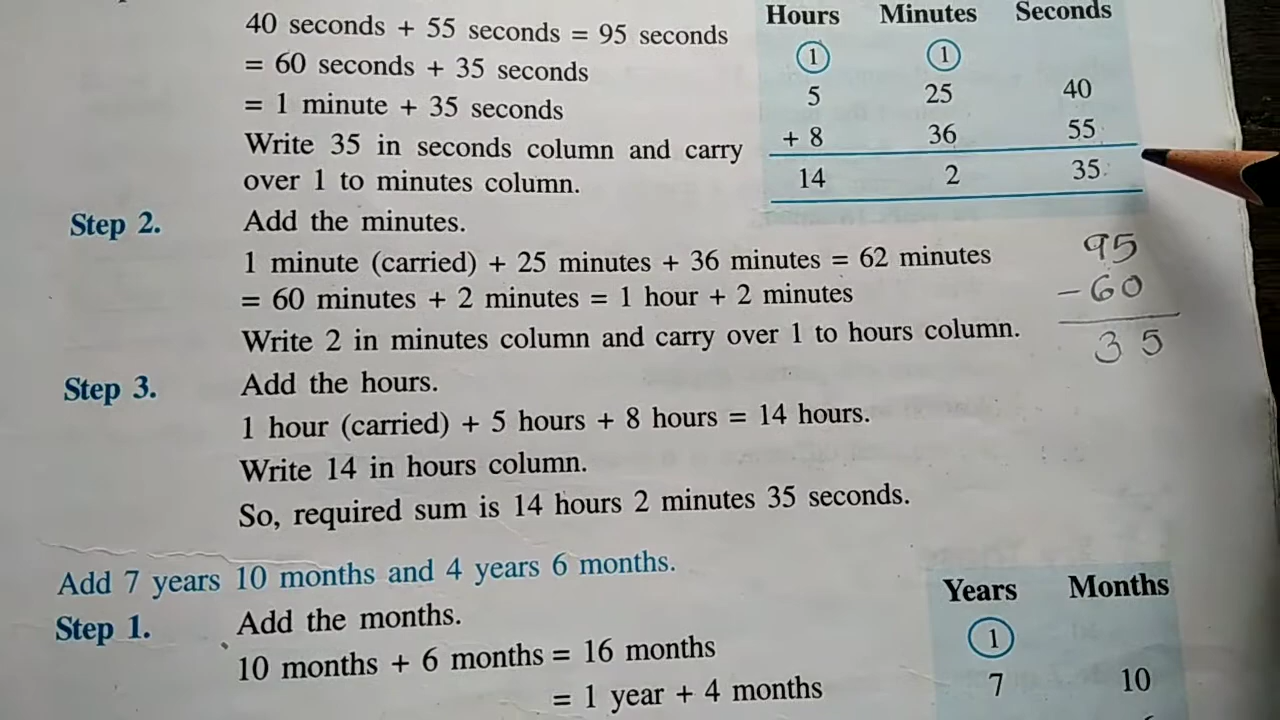 40 seconds + 55 seconds = 95 seconds
= 60 seconds + 35 seconds
= 1 minute + 35 seconds
Write 35 in seconds column and carry
over 1 to minutes column.
Hours Minutes Seconds
1 1
5 25 40
+ 8 36 55
14 2 35
Step 2. Add the minutes.
1 minute (carried) + 25 minutes + 36 minutes = 62 minutes
= 60 minutes + 2 minutes = 1 hour + 2 minutes
Write 2 in minutes column and carry over 1 to hours column.
95
-60
35
Step 3. Add the hours.
1 hour (carried) + 5 hours + 8 hours = 14 hours.
Write 14 in hours column.
So, required sum is 14 hours 2 minutes 35 seconds.
Add 7 years 10 months and 4 years 6 months.
Step 1. Add the months.
10 months + 6 months = 16 months
= 1 year + 4 months
Years Months
1
7 10